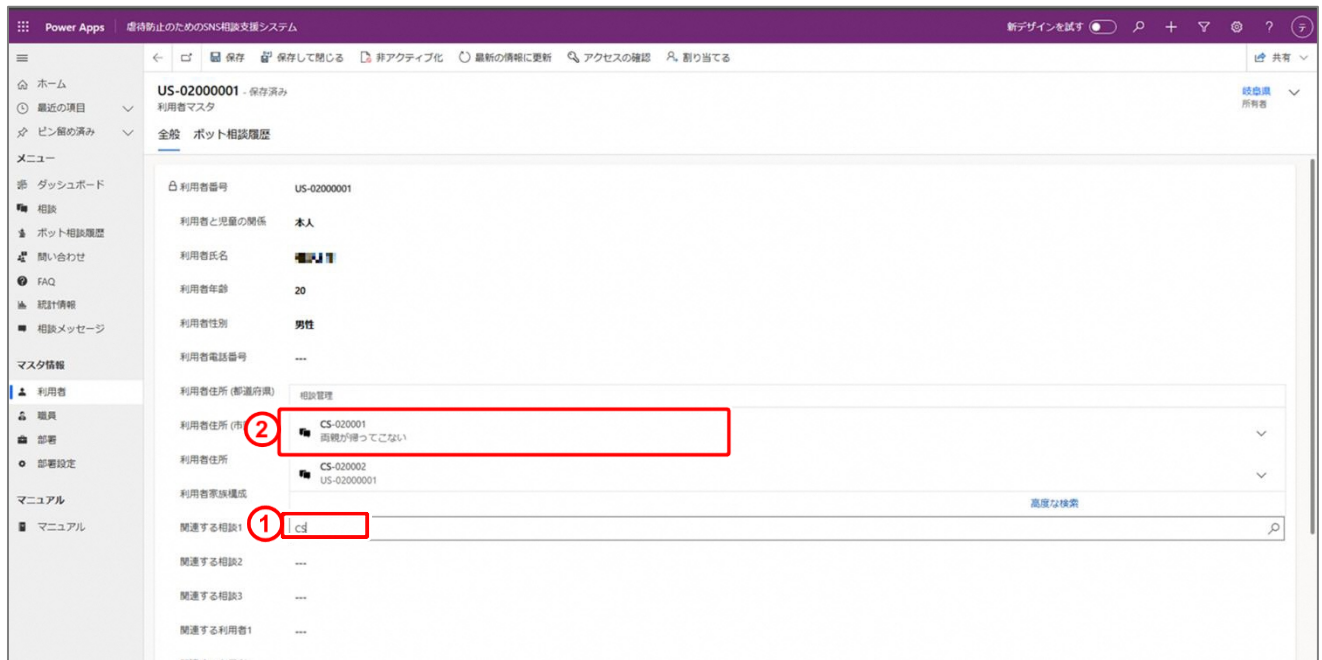 Power Apps 虐待防止のためのSNS相談支援システム 新デザインを試す
保存 保存して閉じる 非アクティブ化 最新の情報に更新 アクセスの確認 割り当てる 共有
ホーム
最近の項目
ピン留め済み
メニュー
ダッシュボード
相談
ボット相談履歴
問い合わせ
FAQ
統計情報
相談メッセージ
マスタ情報
利用者
職員
部署
部署設定
マニュアル
マニュアル
US-02000001 - 保存済み
利用者マスタ
岐阜県
所有者
全般 ボット相談履歴
利用者番号 US-02000001
利用者と児童の関係 本人
利用者氏名
利用者年齢 20
利用者性別 男性
利用者電話番号 ---
利用者住所 (都道府県) 相談管理
利用者住所 (市
② CS-020001
両親が帰ってこない
利用者住所
CS-020002
US-02000001
利用者家族構成
高度な検索
関連する相談1 ① cs
関連する相談2 ---
関連する相談3 ---
関連する利用者1 ---